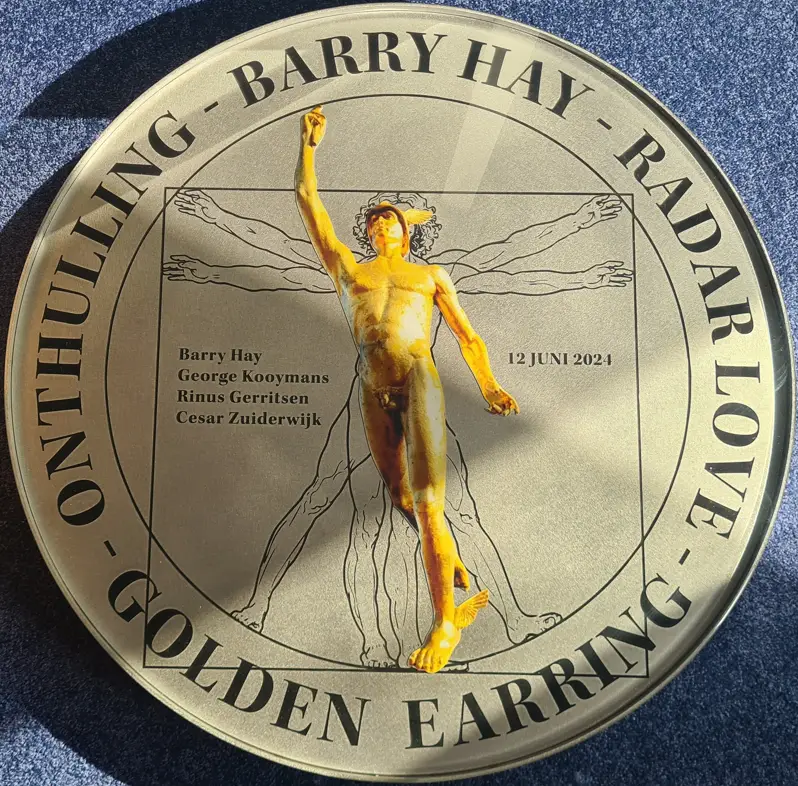 ONTHULLING - BARRY HAY - RADAR LOVE - GOLDEN EARRING -
Barry Hay
George Kooymans
Rinus Gerritsen
Cesar Zuiderwijk
12 JUNI 2024